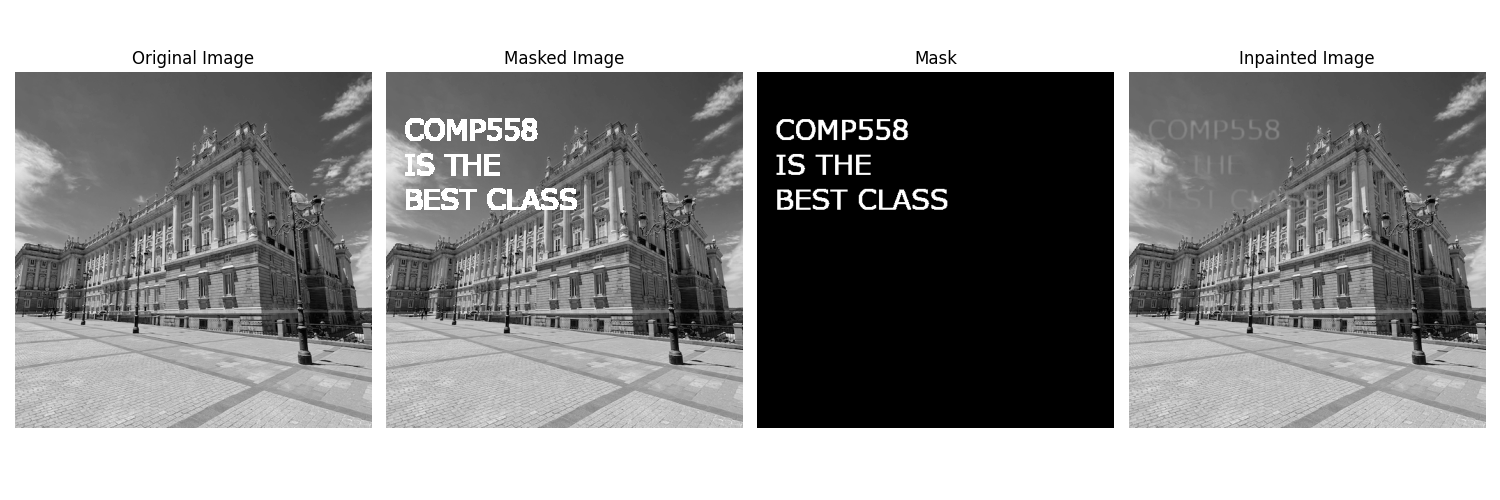 Original Image
Masked Image
Mask
Inpainted Image
COMP558
IS THE
BEST CLASS
COMP558
IS THE
BEST CLASS
COMP558
IS THE
BEST CLASS